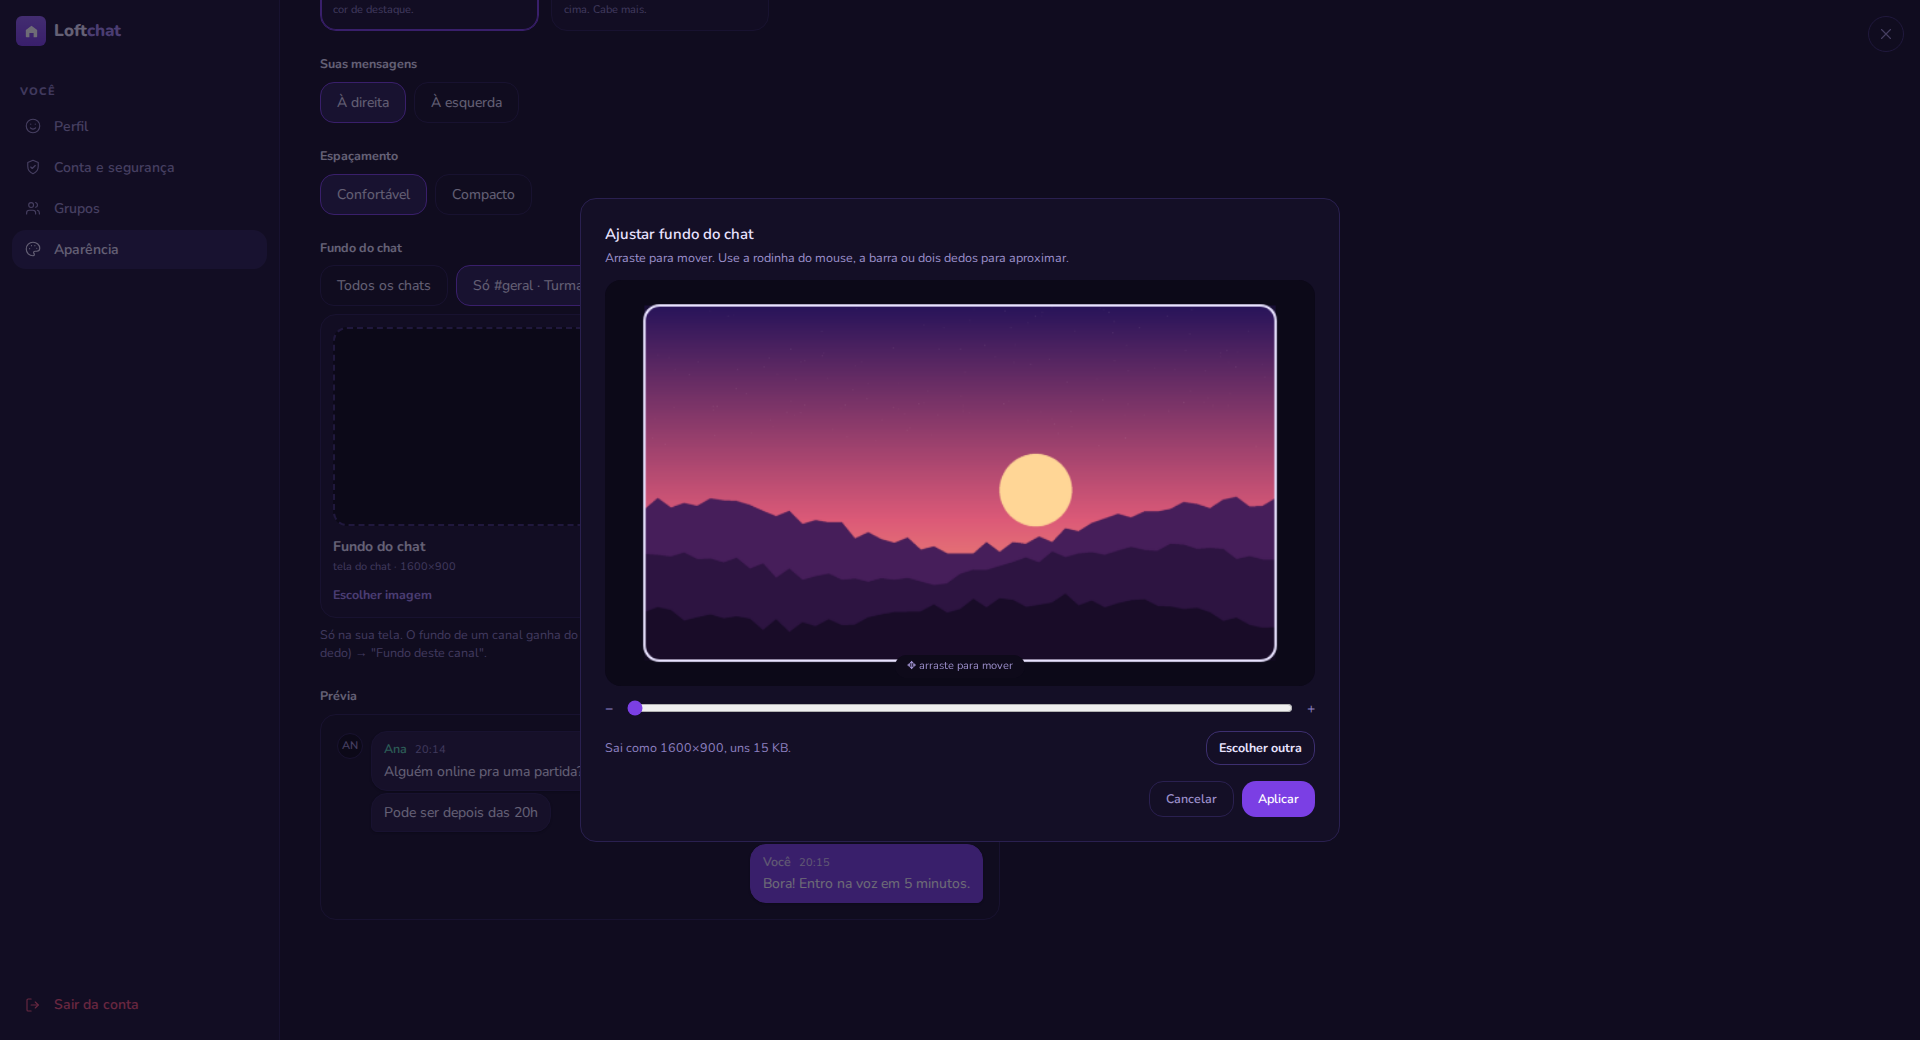 Loftchat
VOCÊ
Perfil
Conta e segurança
Grupos
Aparência
Sair da conta
cor de destaque.
cima. Cabe mais.
Suas mensagens
À direita
À esquerda
Espaçamento
Confortável
Compacto
Fundo do chat
Todos os chats
Só #geral · Turma
Fundo do chat
tela do chat · 1600×900
Escolher imagem
Só na sua tela. O fundo de um canal ganha do
dedo) → "Fundo deste canal".
Prévia
AN
Ana 20:14
Alguém online pra uma partida?
Pode ser depois das 20h
Você 20:15
Bora! Entro na voz em 5 minutos.
Ajustar fundo do chat
Arraste para mover. Use a rodinha do mouse, a barra ou dois dedos para aproximar.
✥ arraste para mover
− +
Sai como 1600×900, uns 15 KB.
Escolher outra
Cancelar
Aplicar